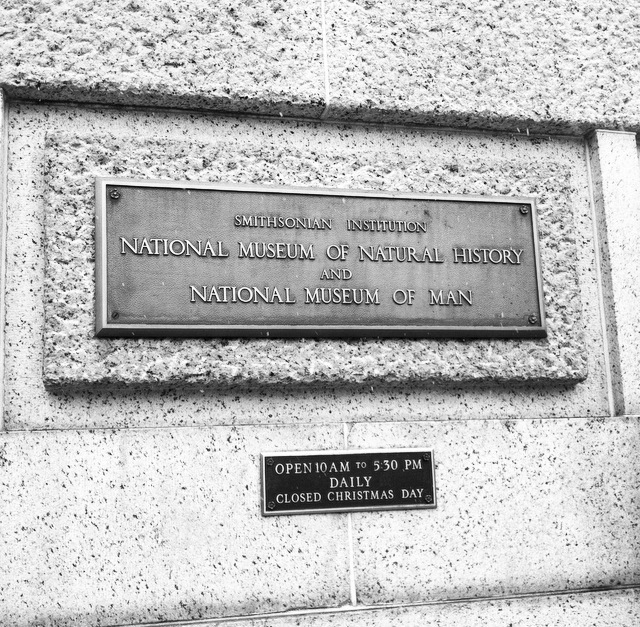 SMITHSONIAN INSTITUTION
NATIONAL MUSEUM OF NATURAL HISTORY
AND
NATIONAL MUSEUM OF MAN
OPEN 10 AM TO 5:30 PM
DAILY
CLOSED CHRISTMAS DAY